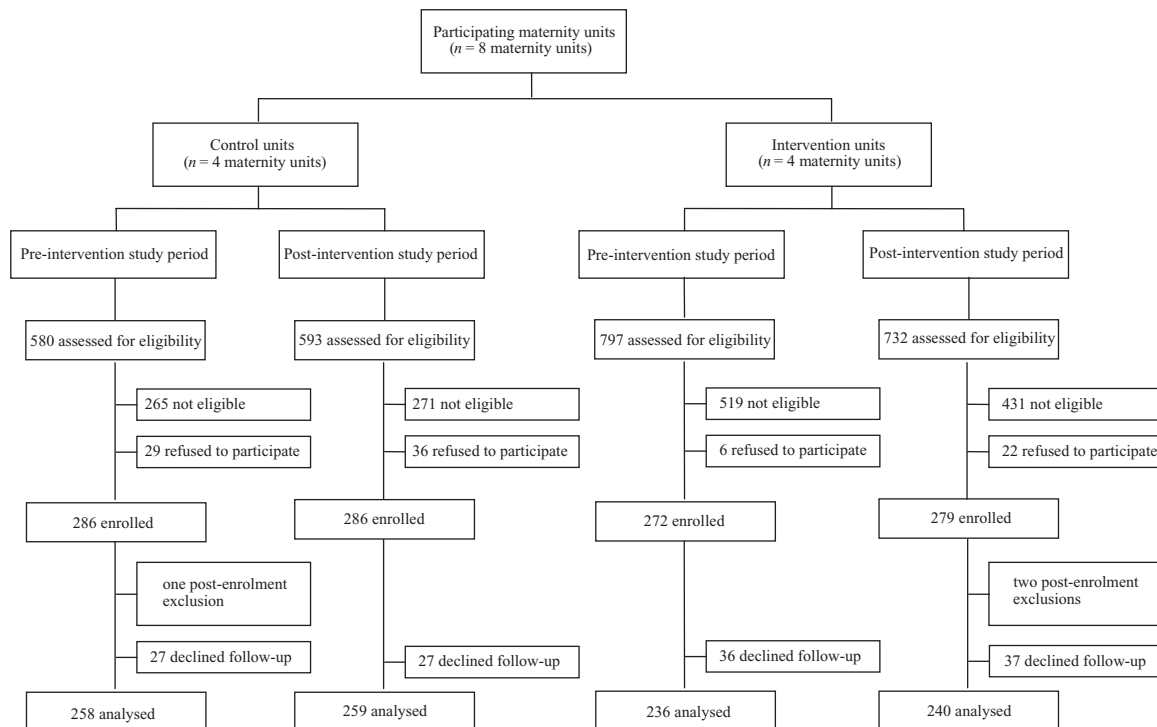 Participating maternity units
(n = 8 maternity units)
Control units
(n = 4 maternity units)
Intervention units
(n = 4 maternity units)
Pre-intervention study period
Post-intervention study period
Pre-intervention study period
Post-intervention study period
580 assessed for eligibility
593 assessed for eligibility
797 assessed for eligibility
732 assessed for eligibility
265 not eligible
271 not eligible
519 not eligible
431 not eligible
29 refused to participate
36 refused to participate
6 refused to participate
22 refused to participate
286 enrolled
286 enrolled
272 enrolled
279 enrolled
one post-enrolment
exclusion
two post-enrolment
exclusions
27 declined follow-up
27 declined follow-up
36 declined follow-up
37 declined follow-up
258 analysed
259 analysed
236 analysed
240 analysed